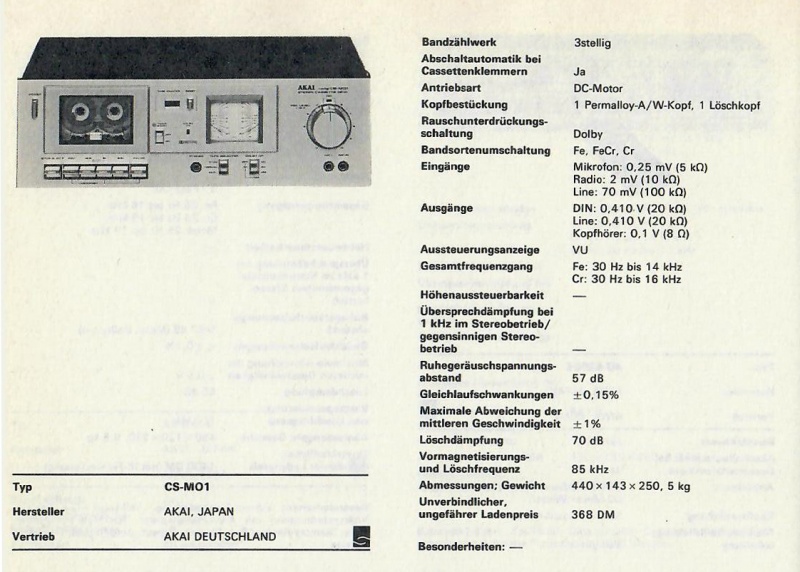 AKAI
Typ CS-MO1
Hersteller AKAI, JAPAN
Vertrieb AKAI DEUTSCHLAND
Bandzählwerk 3stellig
Abschaltautomatik bei
Cassettenklemmern Ja
Antriebsart DC-Motor
Kopfbestückung 1 Permalloy-A/W-Kopf, 1 Löschkopf
Rauschunterdrückungs-
schaltung Dolby
Bandsortenumschaltung Fe, FeCr, Cr
Eingänge Mikrofon: 0,25 mV (5 kΩ)
Radio: 2 mV (10 kΩ)
Line: 70 mV (100 kΩ)
Ausgänge DIN: 0,410 V (20 kΩ)
Line: 0,410 V (20 kΩ)
Kopfhörer: 0,1 V (8 Ω)
Aussteuerungsanzeige VU
Gesamtfrequenzgang Fe: 30 Hz bis 14 kHz
Cr: 30 Hz bis 16 kHz
Höhenaussteuerbarkeit —
Übersprechdämpfung bei
1 kHz im Stereobetrieb/
gegensinnigen Stereo-
betrieb —
Ruhegeräuschspannungs-
abstand 57 dB
Gleichlaufschwankungen ±0,15%
Maximale Abweichung der
mittleren Geschwindigkeit ±1%
Löschdämpfung 70 dB
Vormagnetisierungs-
und Löschfrequenz 85 kHz
Abmessungen; Gewicht 440×143×250, 5 kg
Unverbindlicher,
ungefährer Ladenpreis 368 DM
Besonderheiten: —